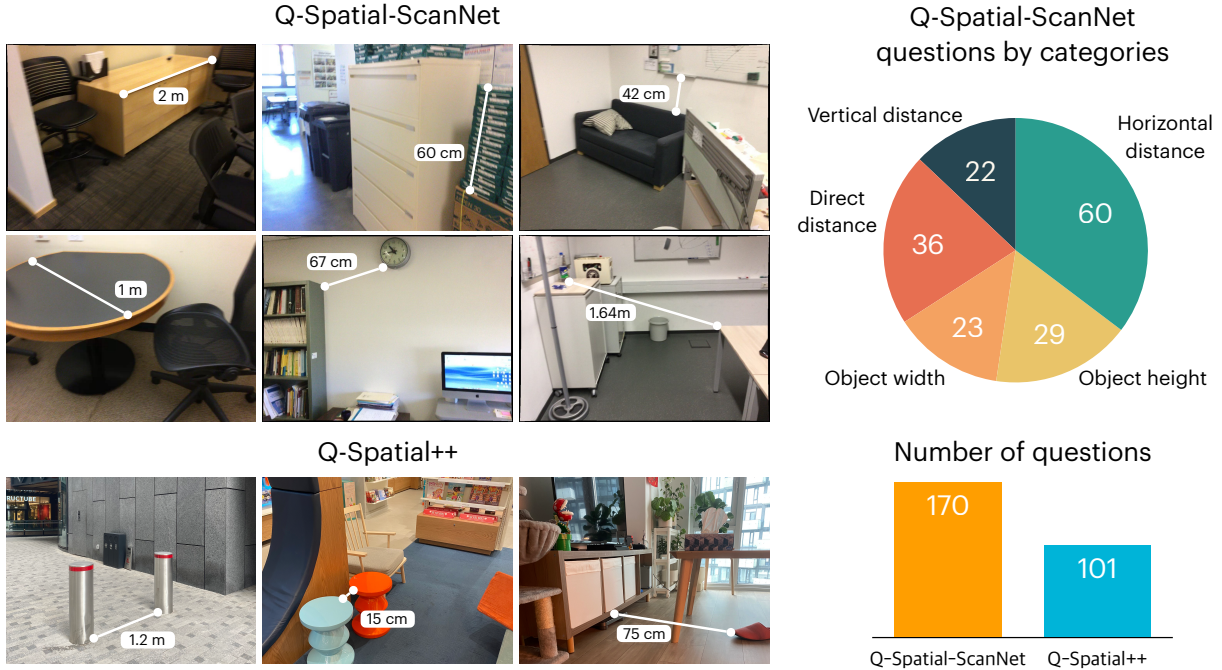 Q-Spatial-ScanNet
2 m
60 cm
42 cm
1 m
67 cm
1.64m
Q-Spatial++
RUCTUBE
1.2 m
15 cm
75 cm
Q-Spatial-ScanNet
questions by categories
Vertical distance
22
Horizontal
distance
60
Direct
distance
36
23
29
Object width
Object height
Number of questions
170
101
Q-Spatial-ScanNet
Q-Spatial++